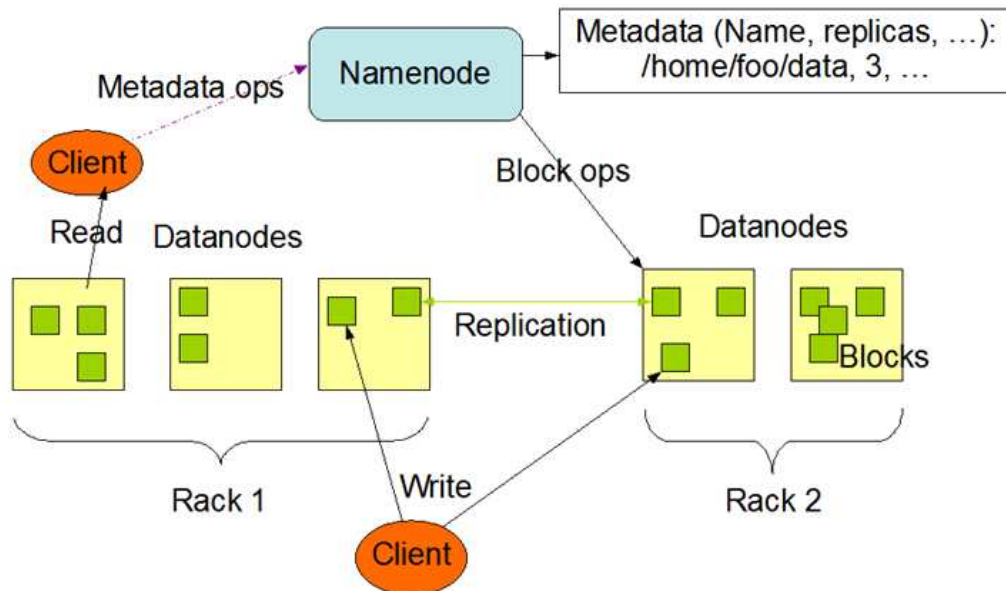 Metadata (Name, replicas, …):
/home/foo/data, 3, …
Namenode
Metadata ops
Client
Block ops
Read
Datanodes
Datanodes
Replication
Blocks
Rack 1
Write
Rack 2
Client